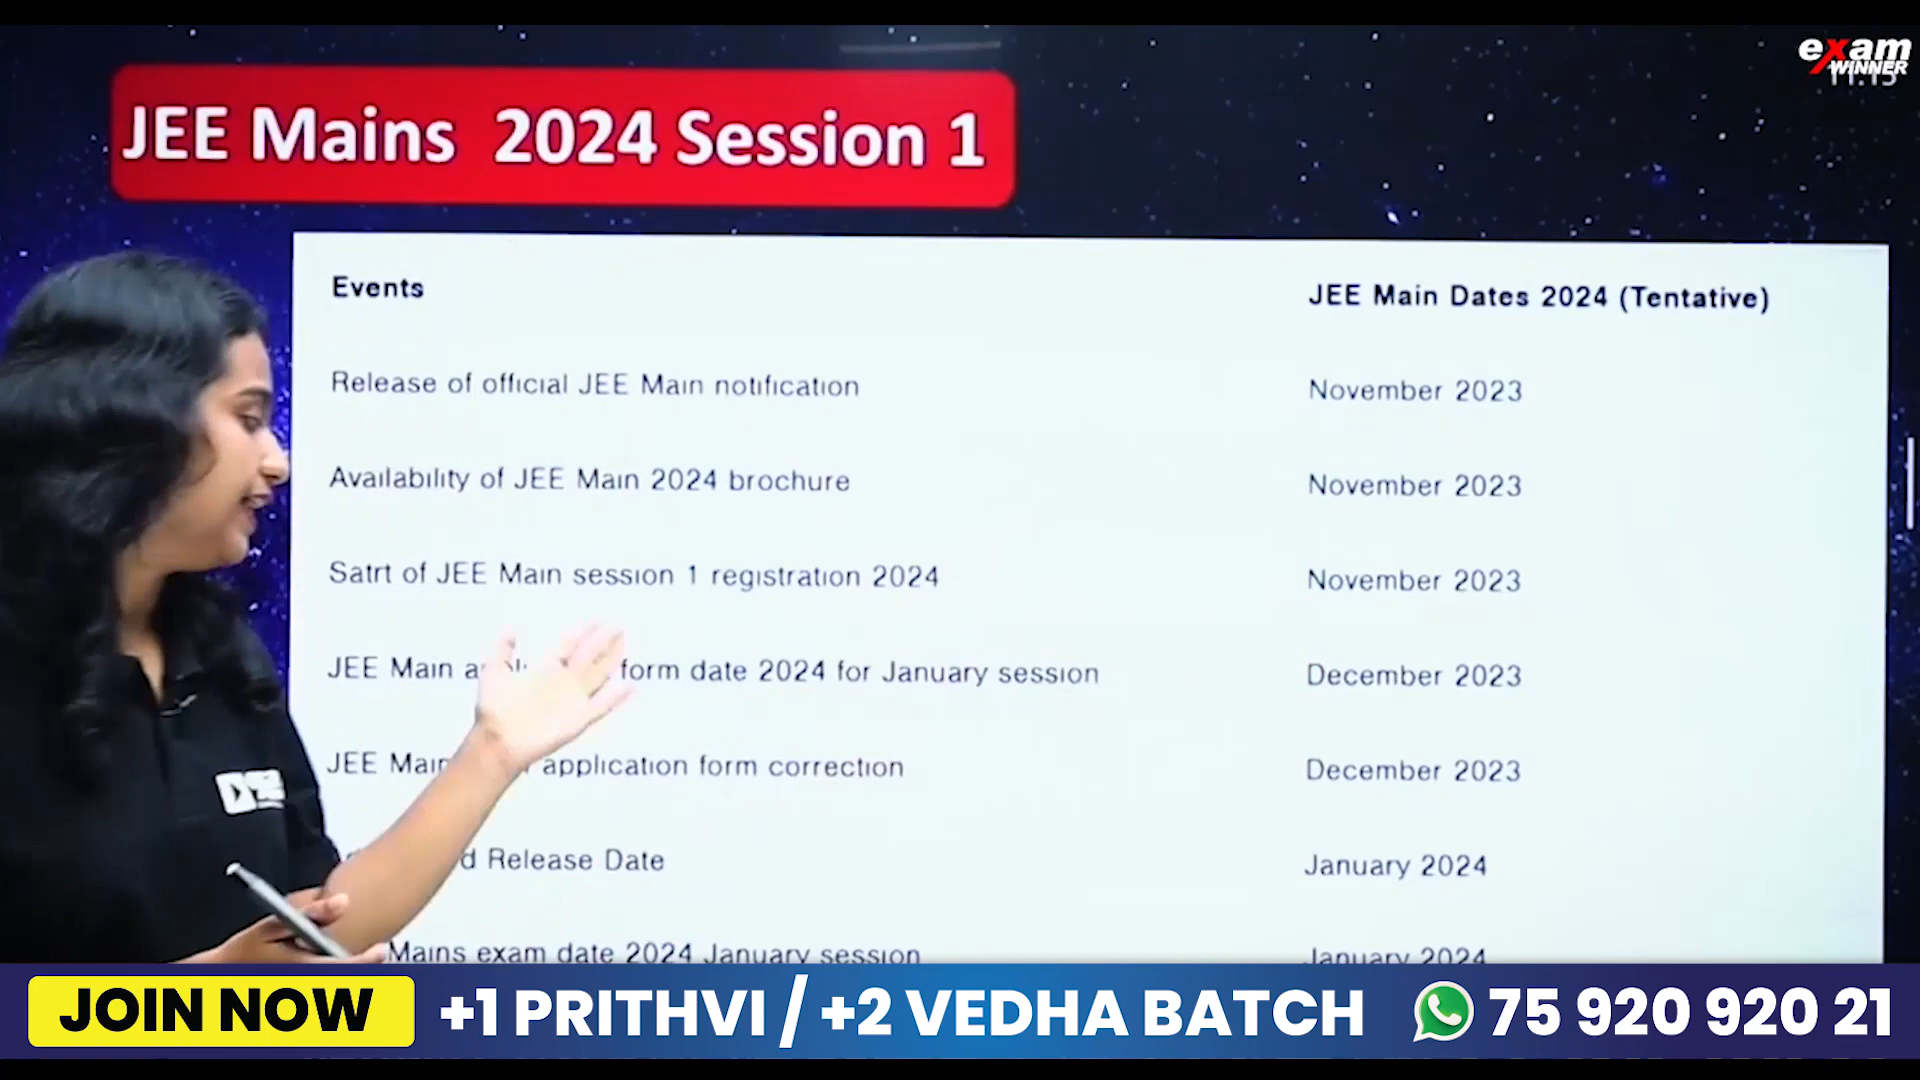 exam
WINNER
11:15
JEE Mains 2024 Session 1
Events JEE Main Dates 2024 (Tentative)
Release of official JEE Main notification November 2023
Availability of JEE Main 2024 brochure November 2023
Satrt of JEE Main session 1 registration 2024 November 2023
JEE Main form date 2024 for January session December 2023
JEE Main application form correction December 2023
Release Date January 2024
Mains exam date 2024 January session January 2024
JOIN NOW +1 PRITHVI / +2 VEDHA BATCH 75 920 920 21